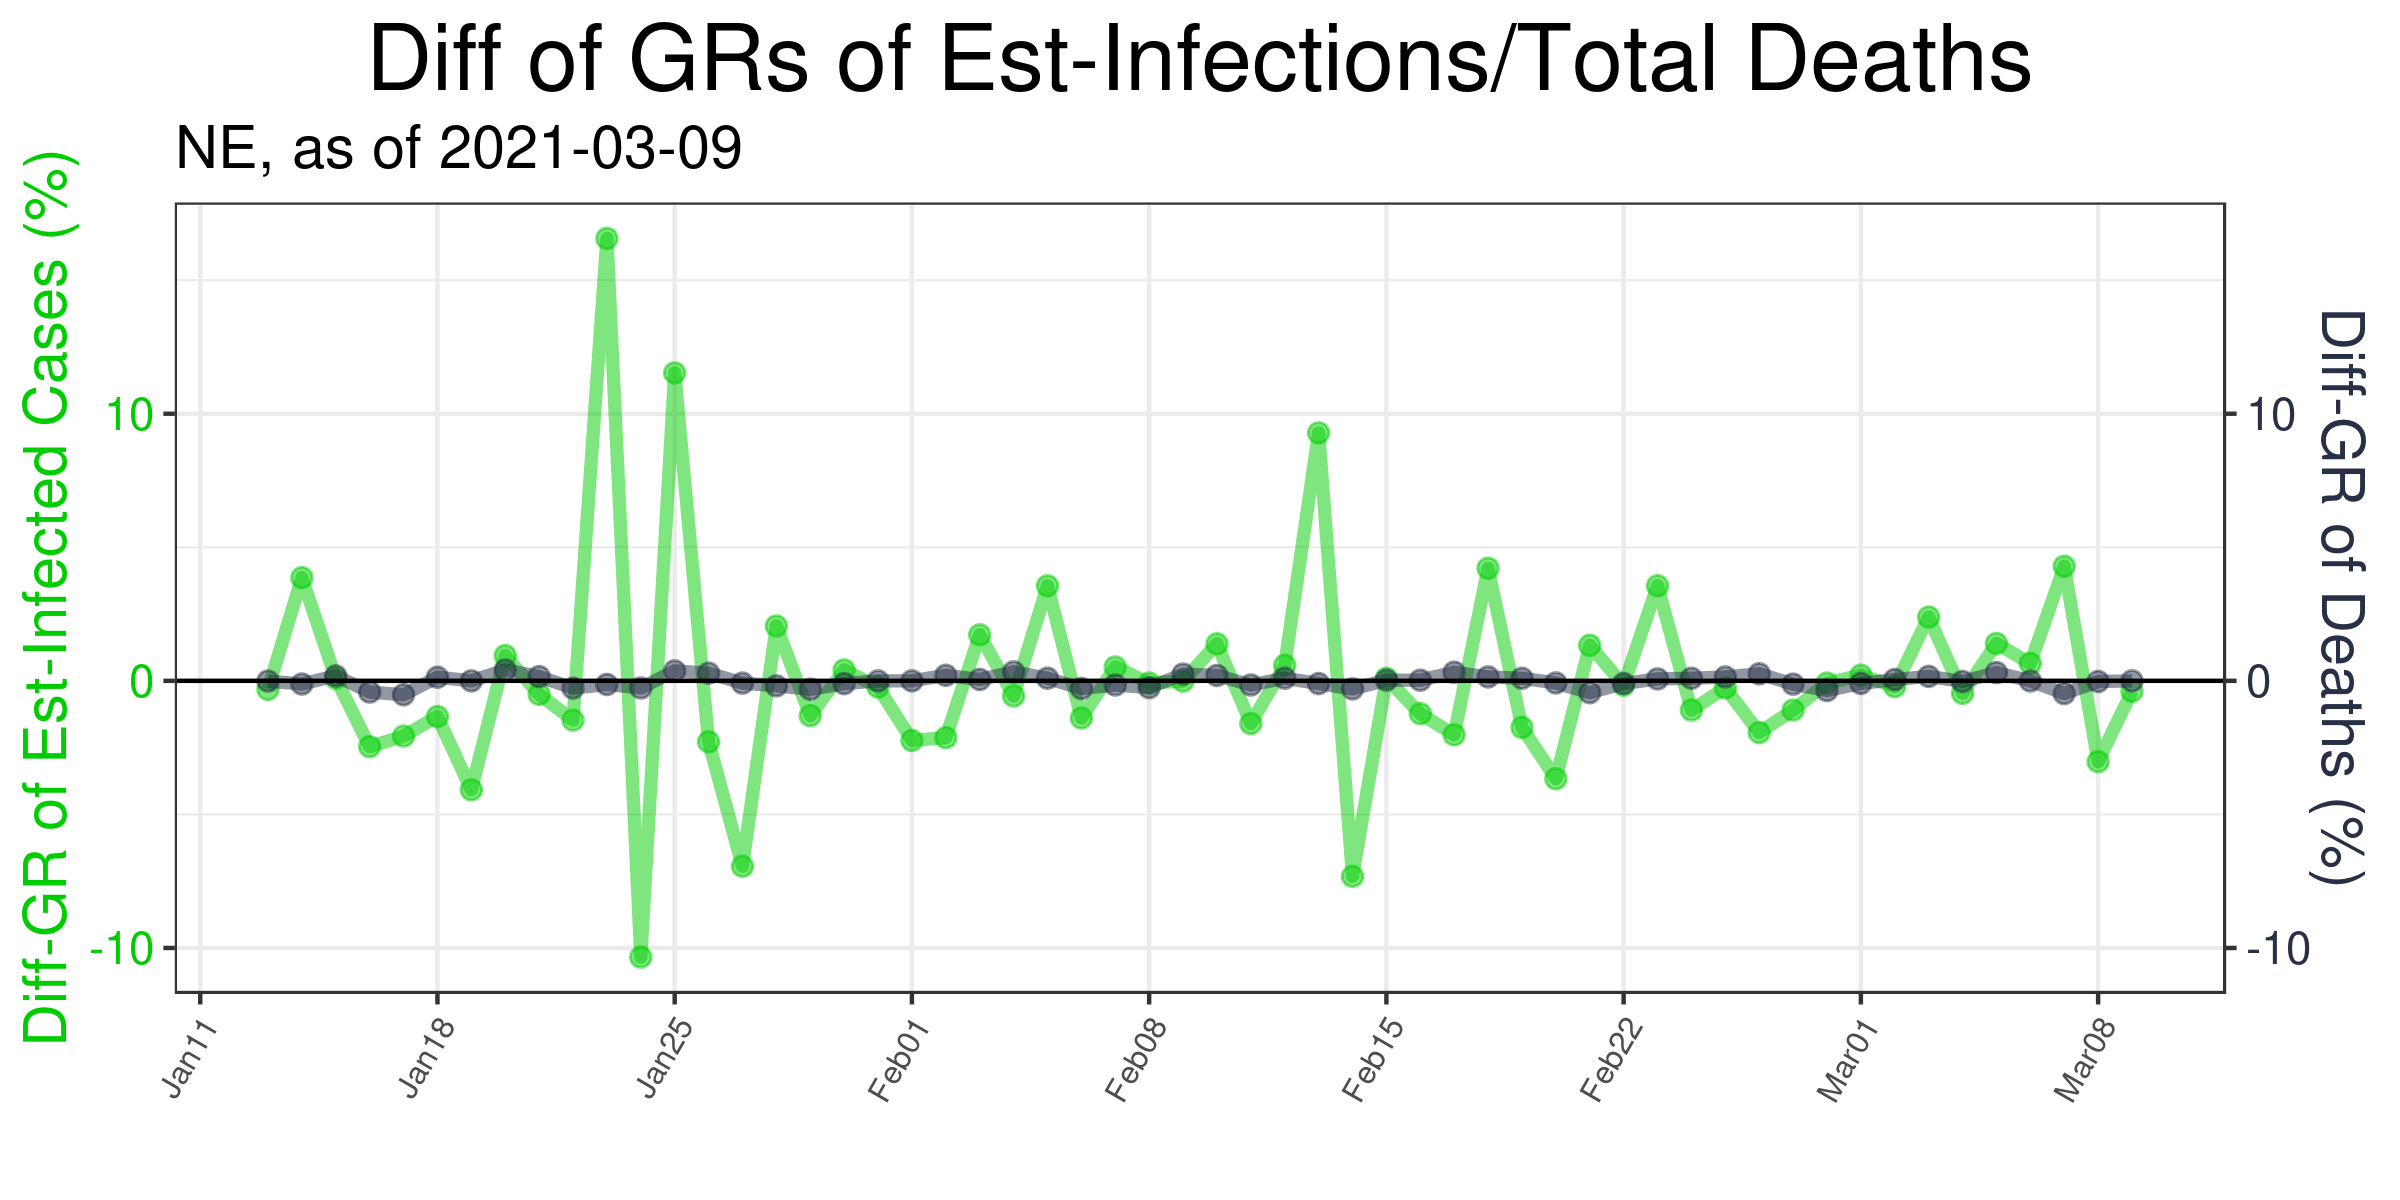 Diff of GRs of Est-Infections/Total Deaths
NE, as of 2021-03-09
Diff-GR of Est-Infected Cases (%)
10
0
-10
10
0
-10
Diff-GR of Deaths (%)
Jan11
Jan18
Jan25
Feb01
Feb08
Feb15
Feb22
Mar01
Mar08